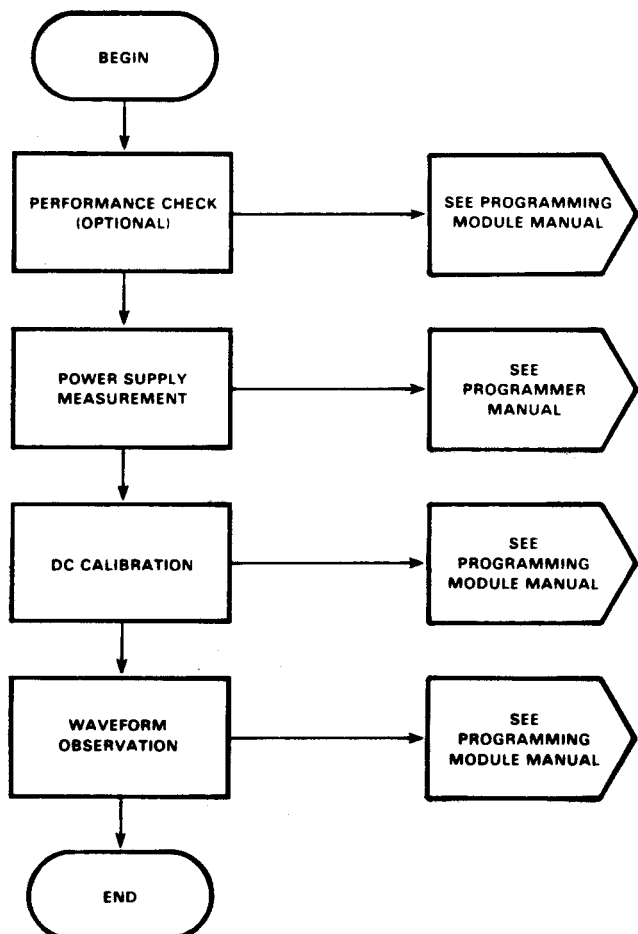 BEGIN
PERFORMANCE CHECK
(OPTIONAL)
SEE PROGRAMMING
MODULE MANUAL
POWER SUPPLY
MEASUREMENT
SEE
PROGRAMMER
MANUAL
DC CALIBRATION
SEE
PROGRAMMING
MODULE MANUAL
WAVEFORM
OBSERVATION
SEE
PROGRAMMING
MODULE MANUAL
END